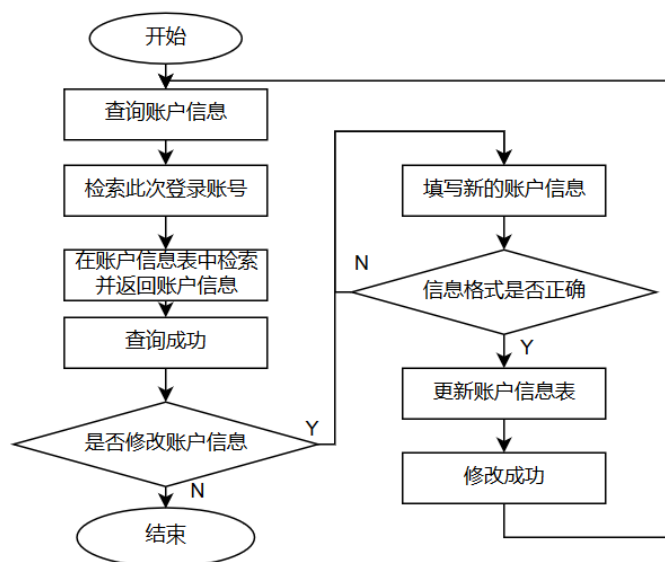 开始
查询账户信息
检索此次登录账号
在账户信息表中检索
并返回账户信息
查询成功
是否修改账户信息
Y
N
结束
填写新的账户信息
N
信息格式是否正确
Y
更新账户信息表
修改成功